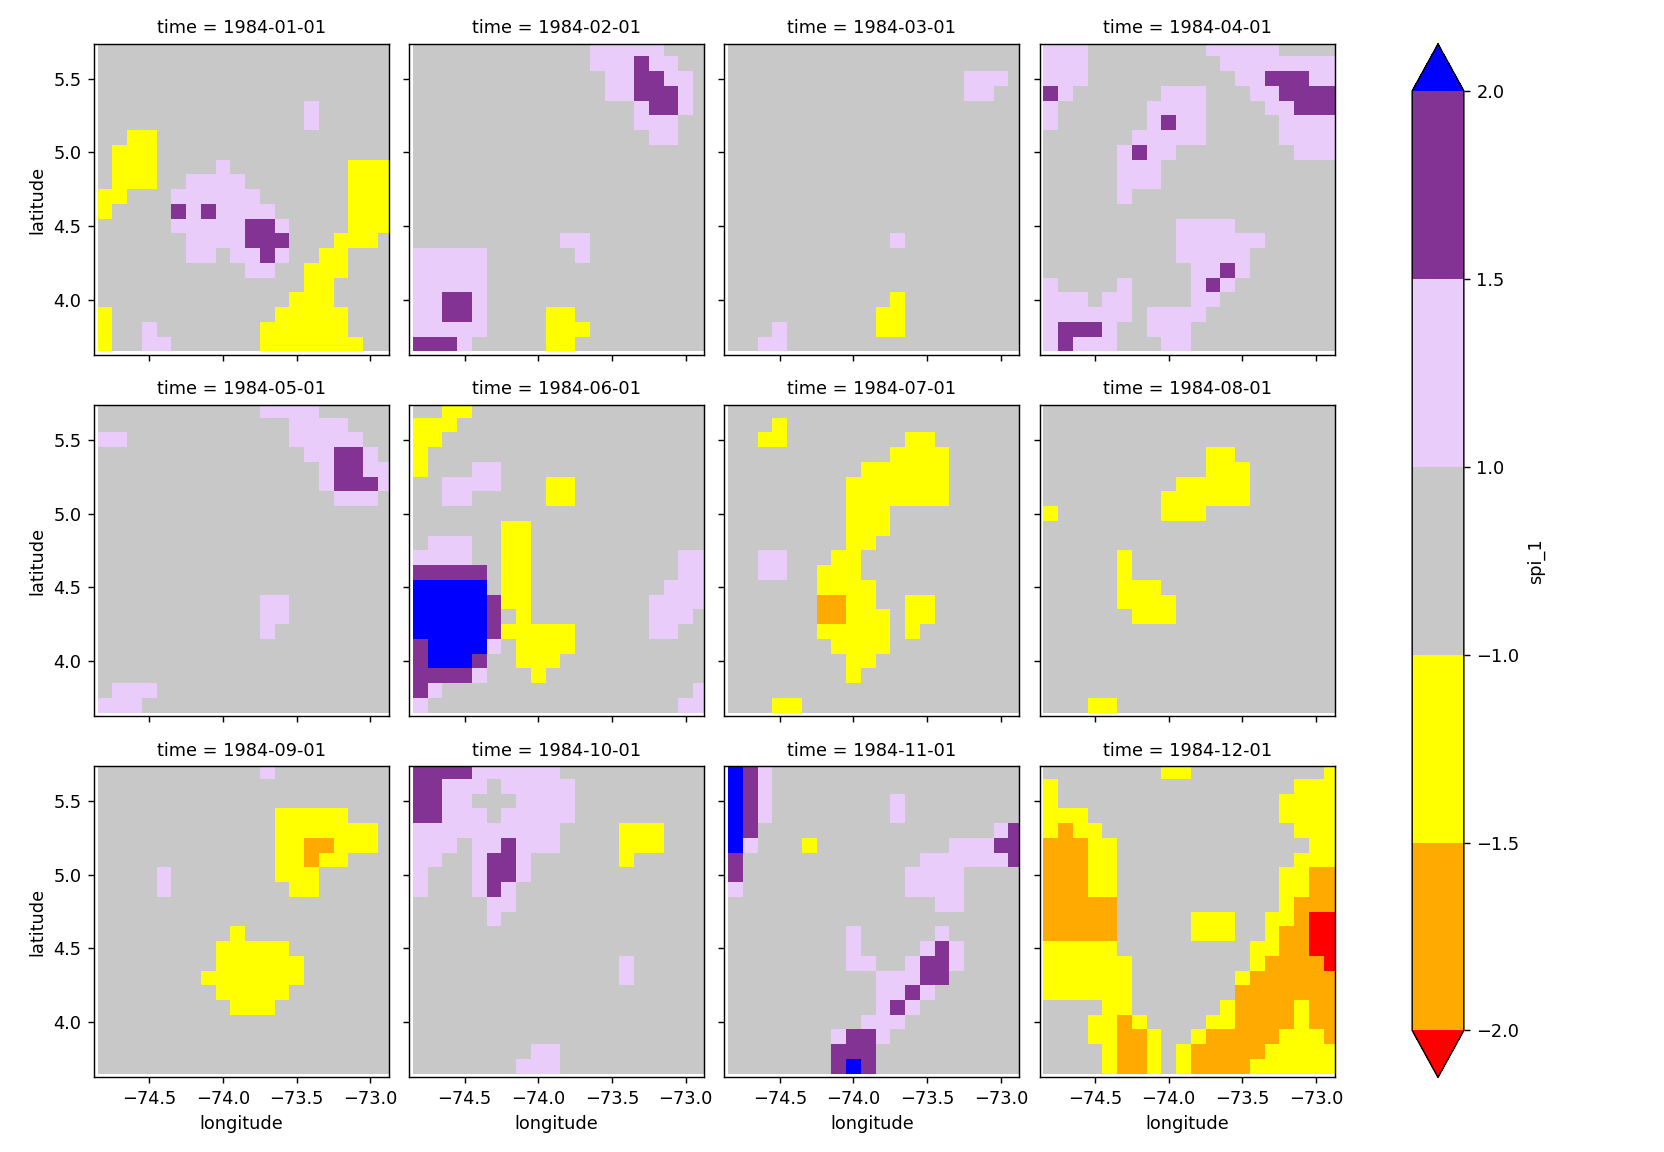 time = 1984-01-01
time = 1984-02-01
time = 1984-03-01
time = 1984-04-01
latitude
5.5
5.0
4.5
4.0
time = 1984-05-01
time = 1984-06-01
time = 1984-07-01
time = 1984-08-01
latitude
5.5
5.0
4.5
4.0
time = 1984-09-01
time = 1984-10-01
time = 1984-11-01
time = 1984-12-01
latitude
5.5
5.0
4.5
4.0
−74.5 −74.0 −73.5 −73.0
longitude
−74.5 −74.0 −73.5 −73.0
longitude
−74.5 −74.0 −73.5 −73.0
longitude
−74.5 −74.0 −73.5 −73.0
longitude
2.0
1.5
1.0
−1.0
−1.5
−2.0
spi_1